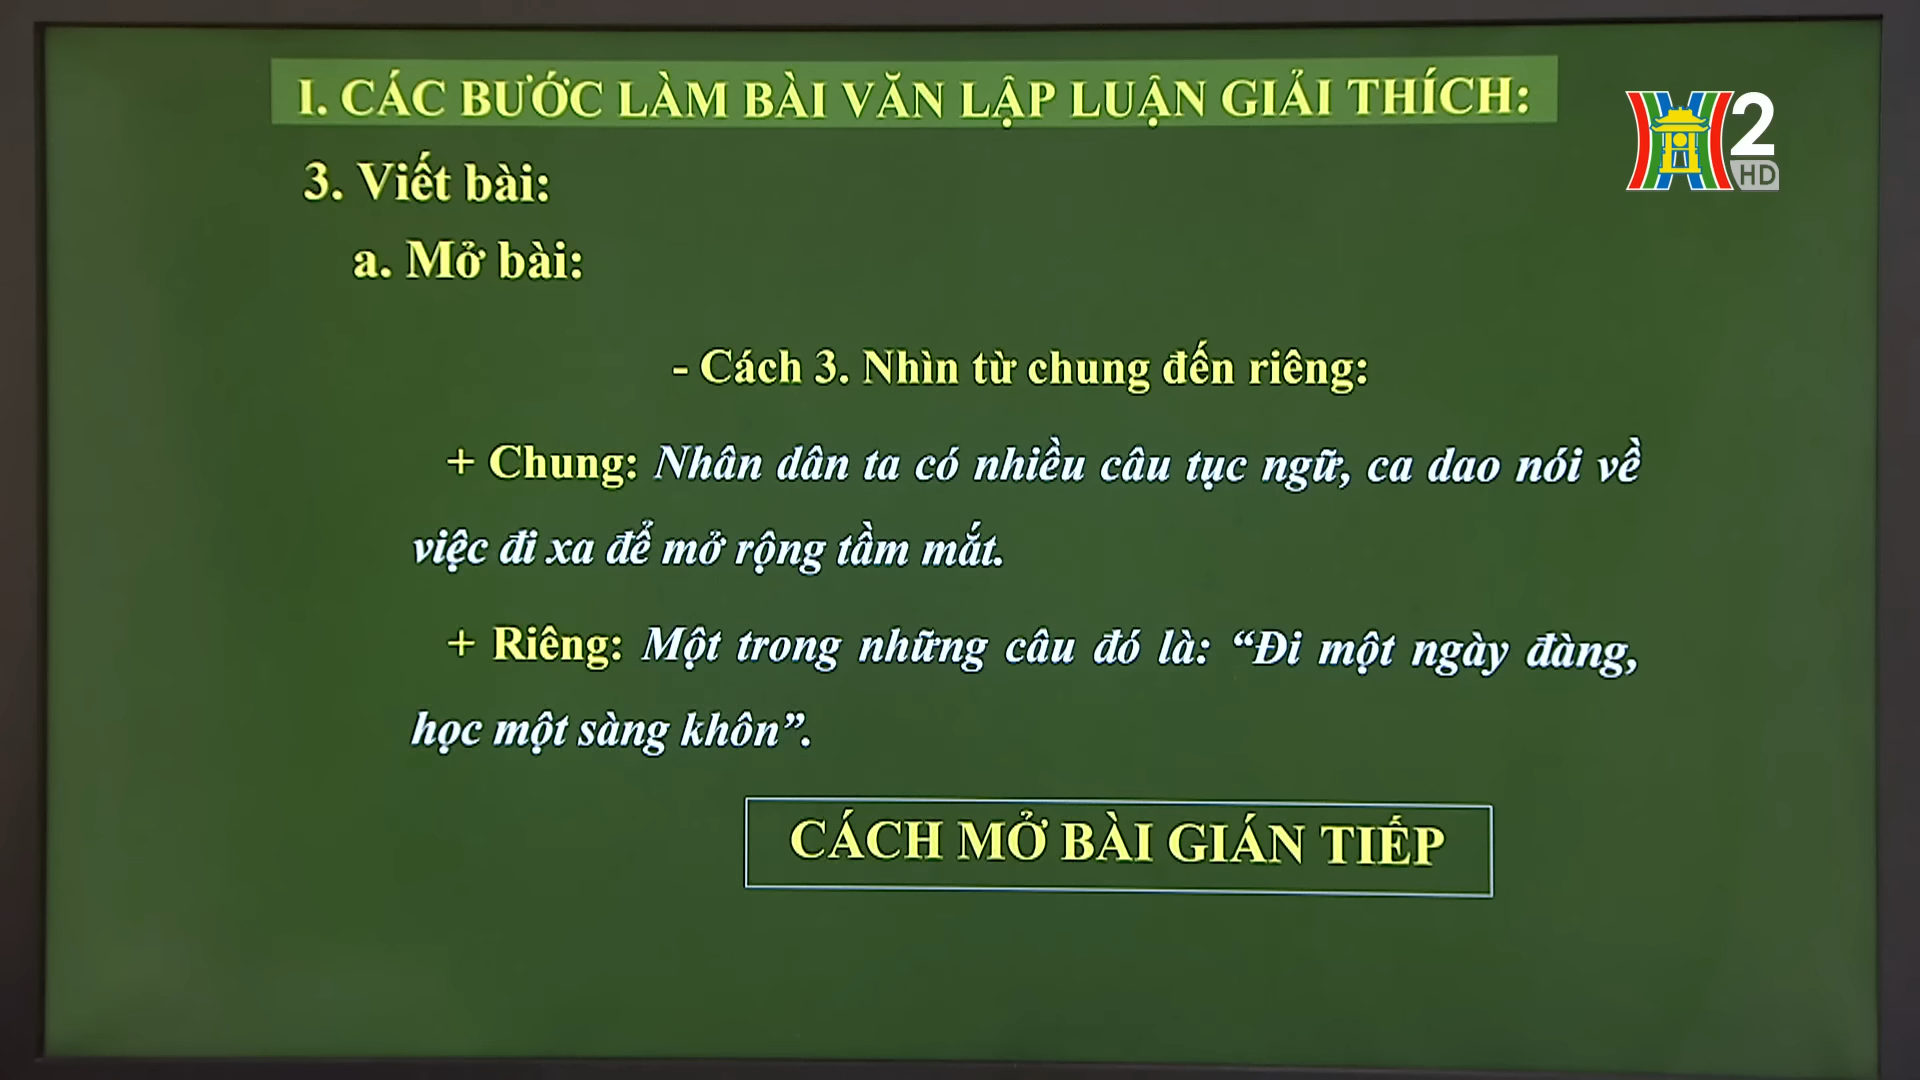 I. CÁC BƯỚC LÀM BÀI VĂN LẬP LUẬN GIẢI THÍCH:
2
HD
3. Viết bài:
a. Mở bài:
- Cách 3. Nhìn từ chung đến riêng:
+ Chung: Nhân dân ta có nhiều câu tục ngữ, ca dao nói về
việc đi xa để mở rộng tầm mắt.
+ Riêng: Một trong những câu đó là: “Đi một ngày đàng,
học một sàng khôn”.
CÁCH MỞ BÀI GIÁN TIẾP